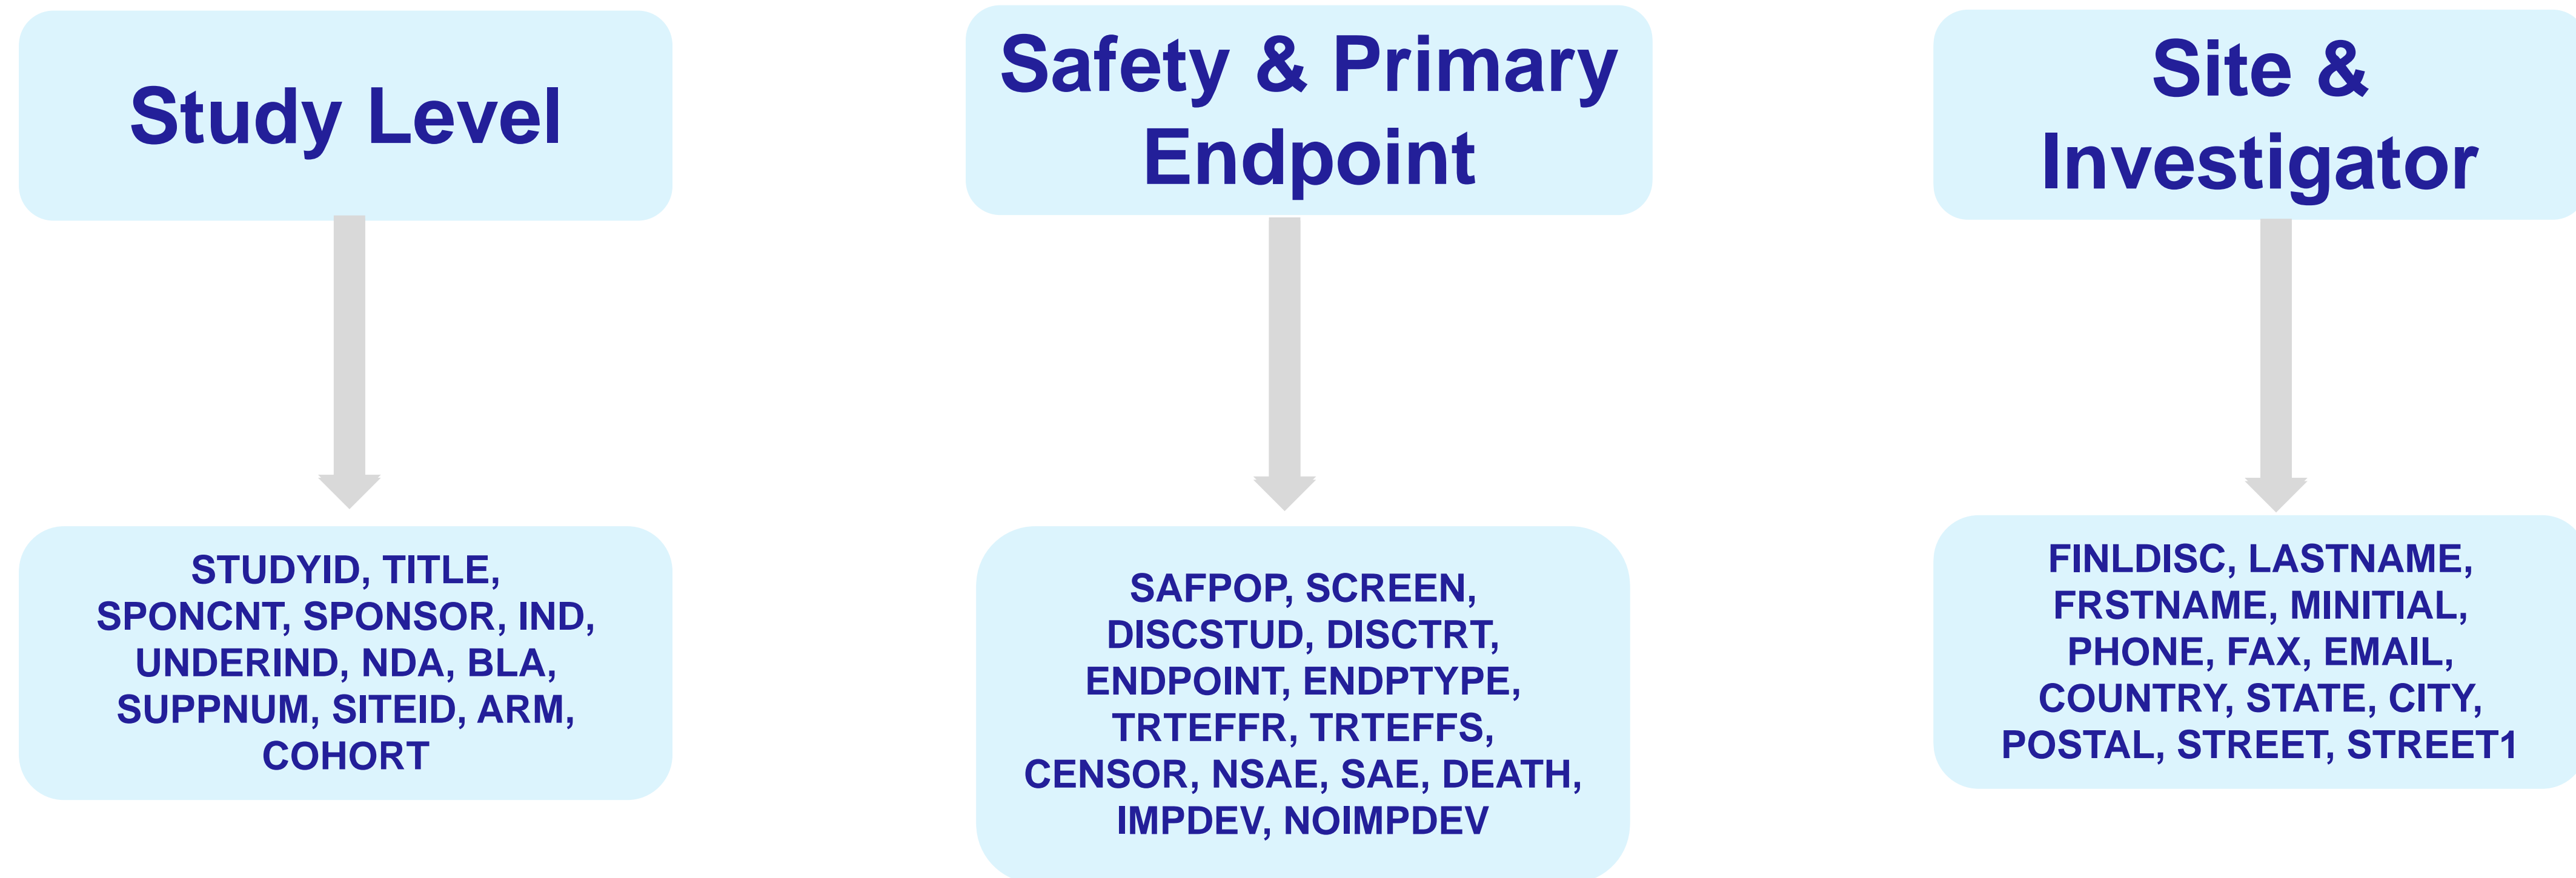 Study Level
Safety & Primary
Endpoint
Site &
Investigator
STUDYID, TITLE,
SPONCNT, SPONSOR, IND,
UNDERIND, NDA, BLA,
SUPPNUM, SITEID, ARM,
COHORT
SAFPOP, SCREEN,
DISCSTUD, DISCTRT,
ENDPOINT, ENDPTYPE,
TRTEFFR, TRTEFFS,
CENSOR, NSAE, SAE, DEATH,
IMPDEV, NOIMPDEV
FINLDISC, LASTNAME,
FRSTNAME, MINITIAL,
PHONE, FAX, EMAIL,
COUNTRY, STATE, CITY,
POSTAL, STREET, STREET1